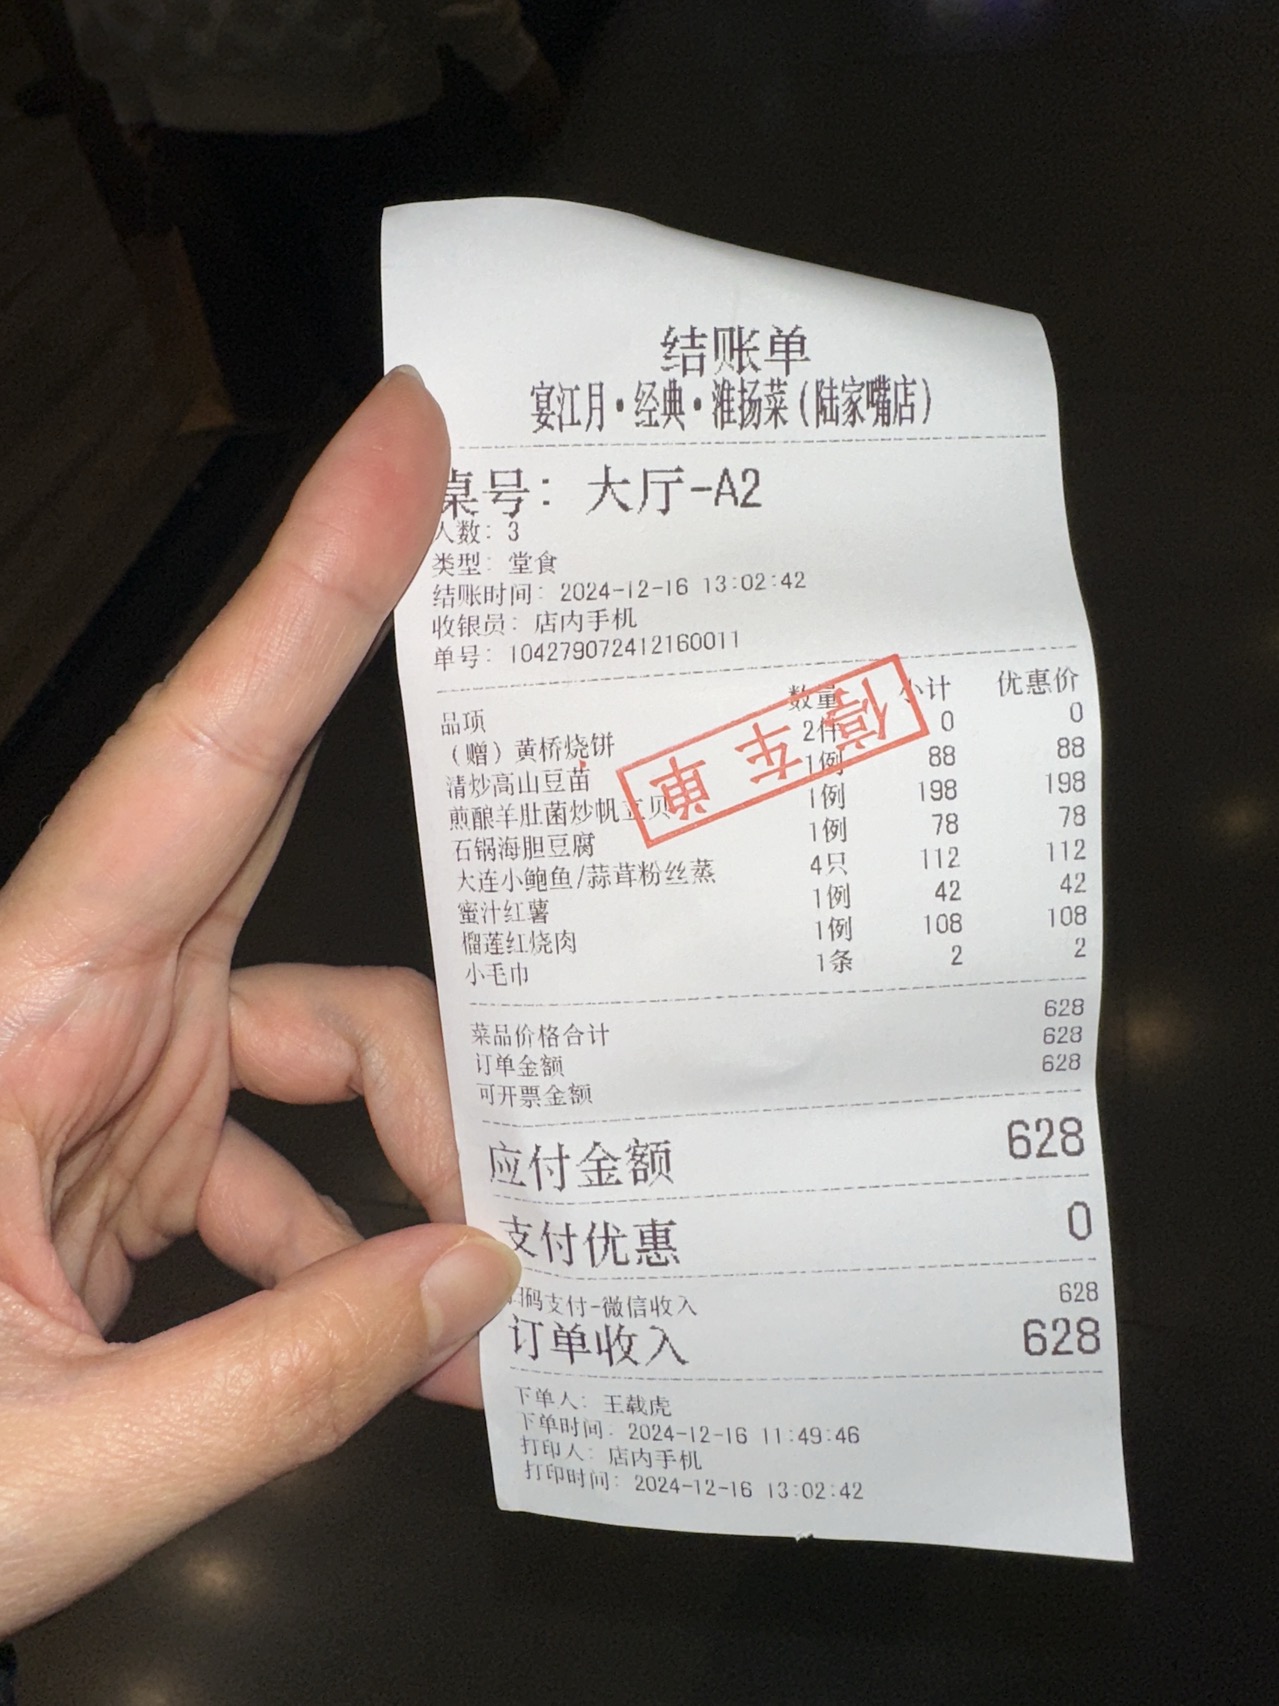 结账单
宴江月·经典·淮扬菜(陆家嘴店)
桌号: 大厅-A2
人数: 3
类型: 堂食
结账时间: 2024-12-16 13:02:42
收银员: 店内手机
单号: 104279072412160011
品项 数量 小计 优惠价
(赠)黄桥烧饼 2件 0 0
清炒高山豆苗 1例 88 88
煎酿羊肚菌炒帆立贝 1例 198 198
石锅海胆豆腐 1例 78 78
大连小鲍鱼/蒜茸粉丝蒸 4只 112 112
蜜汁红薯 1例 42 42
榴莲红烧肉 1例 108 108
小毛巾 1条 2 2
停车
菜品价格合计 628
订单金额 628
可开票金额 628
应付金额 628
支付优惠 0
扫码支付-微信收入 628
订单收入 628
下单人: 王载虎
下单时间: 2024-12-16 11:49:46
打印人: 店内手机
打印时间: 2024-12-16 13:02:42